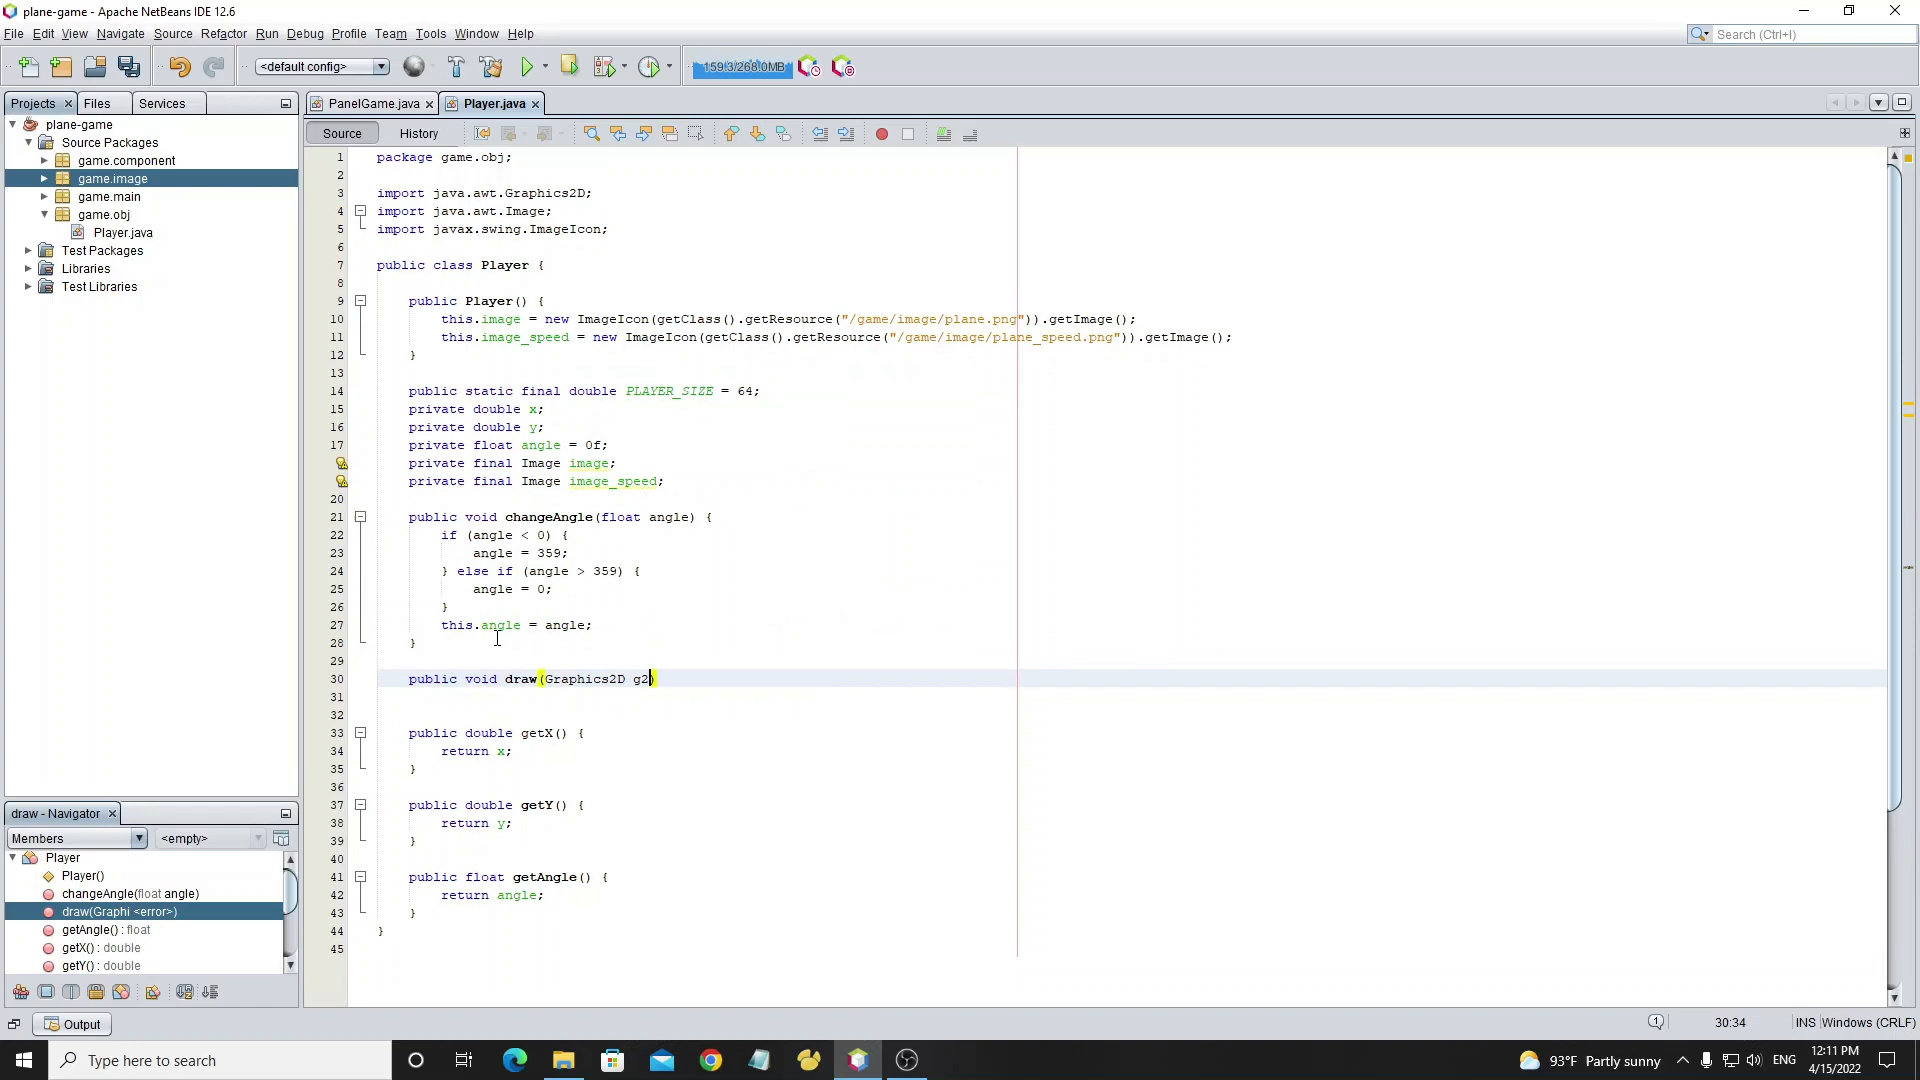 plane-game - Apache NetBeans IDE 12.6
File Edit View Navigate Source Refactor Run Debug Profile Team Tools Window Help
Search (Ctrl+I)
<default config>
159.3/268.0MB
Projects Files Services
PanelGame.java Player.java
Source History
plane-game
Source Packages
game.component
game.image
game.main
game.obj
Player.java
Test Packages
Libraries
Test Libraries
1 package game.obj;
2
3 import java.awt.Graphics2D;
4 import java.awt.Image;
5 import javax.swing.ImageIcon;
6
7 public class Player {
8
9 public Player() {
10 this.image = new ImageIcon(getClass().getResource("/game/image/plane.png")).getImage();
11 this.image_speed = new ImageIcon(getClass().getResource("/game/image/plane_speed.png")).getImage();
12 }
13
14 public static final double PLAYER_SIZE = 64;
15 private double x;
16 private double y;
17 private float angle = 0f;
private final Image image;
private final Image image_speed;
20
21 public void changeAngle(float angle) {
22 if (angle < 0) {
23 angle = 359;
24 } else if (angle > 359) {
25 angle = 0;
26 }
27 this.angle = angle;
28 }
29
30 public void draw(Graphics2D g2)
31
32
33 public double getX() {
34 return x;
35 }
36
37 public double getY() {
38 return y;
39 }
40
41 public float getAngle() {
42 return angle;
43 }
44 }
45
draw - Navigator
Members <empty>
Player
Player()
changeAngle(float angle)
draw(Graphi <error>)
getAngle() : float
getX() : double
getY() : double
Output
1 30:34 INS Windows (CRLF)
Type here to search
93°F Partly sunny ENG
12:11 PM
4/15/2022